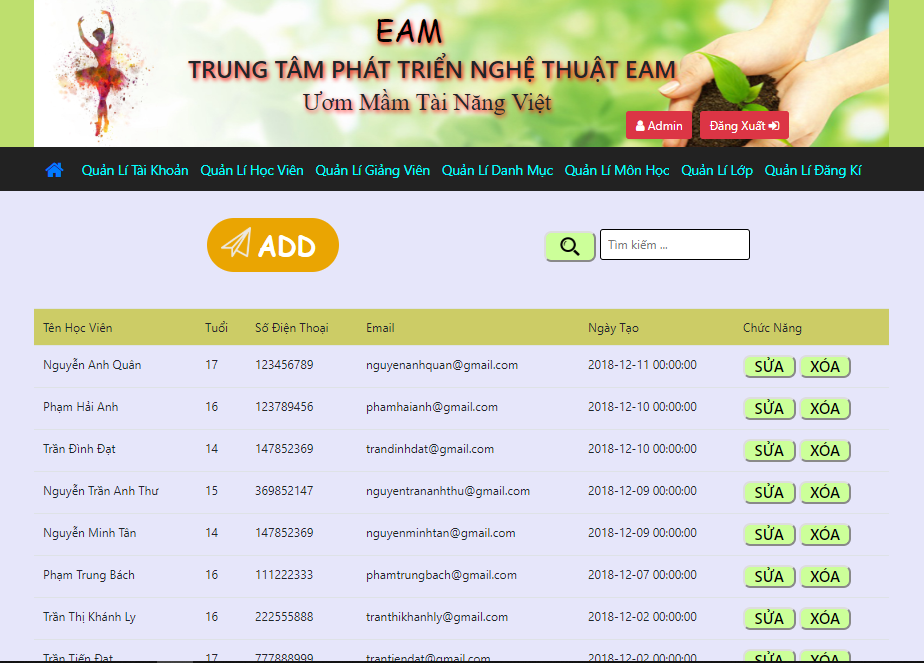 EAM
TRUNG TÂM PHÁT TRIỂN NGHỆ THUẬT EAM
Ươm Mầm Tài Năng Việt
Admin Đăng Xuất
Quản Lí Tài Khoản Quản Lí Học Viên Quản Lí Giảng Viên Quản Lí Danh Mục Quản Lí Môn Học Quản Lí Lớp Quản Lí Đăng Kí
ADD Tìm kiếm ...
Tên Học Viên Tuổi Số Điện Thoại Email Ngày Tạo Chức Năng
Nguyễn Anh Quân 17 123456789 nguyenanhquan@gmail.com 2018-12-11 00:00:00 SỬA XÓA
Phạm Hải Anh 16 123789456 phamhaianh@gmail.com 2018-12-10 00:00:00 SỬA XÓA
Trần Đình Đạt 14 147852369 trandinhdat@gmail.com 2018-12-10 00:00:00 SỬA XÓA
Nguyễn Trần Anh Thư 15 369852147 nguyentrananhthu@gmail.com 2018-12-09 00:00:00 SỬA XÓA
Nguyễn Minh Tân 14 147852369 nguyenminhtan@gmail.com 2018-12-09 00:00:00 SỬA XÓA
Phạm Trung Bách 16 111222333 phamtrungbach@gmail.com 2018-12-07 00:00:00 SỬA XÓA
Trần Thị Khánh Ly 16 222555888 tranthikhanhly@gmail.com 2018-12-02 00:00:00 SỬA XÓA
Trần Tiến Đạt 17 777888999 trantiendat@gmail.com 2018-12-02 00:00:00 SỬA XÓA